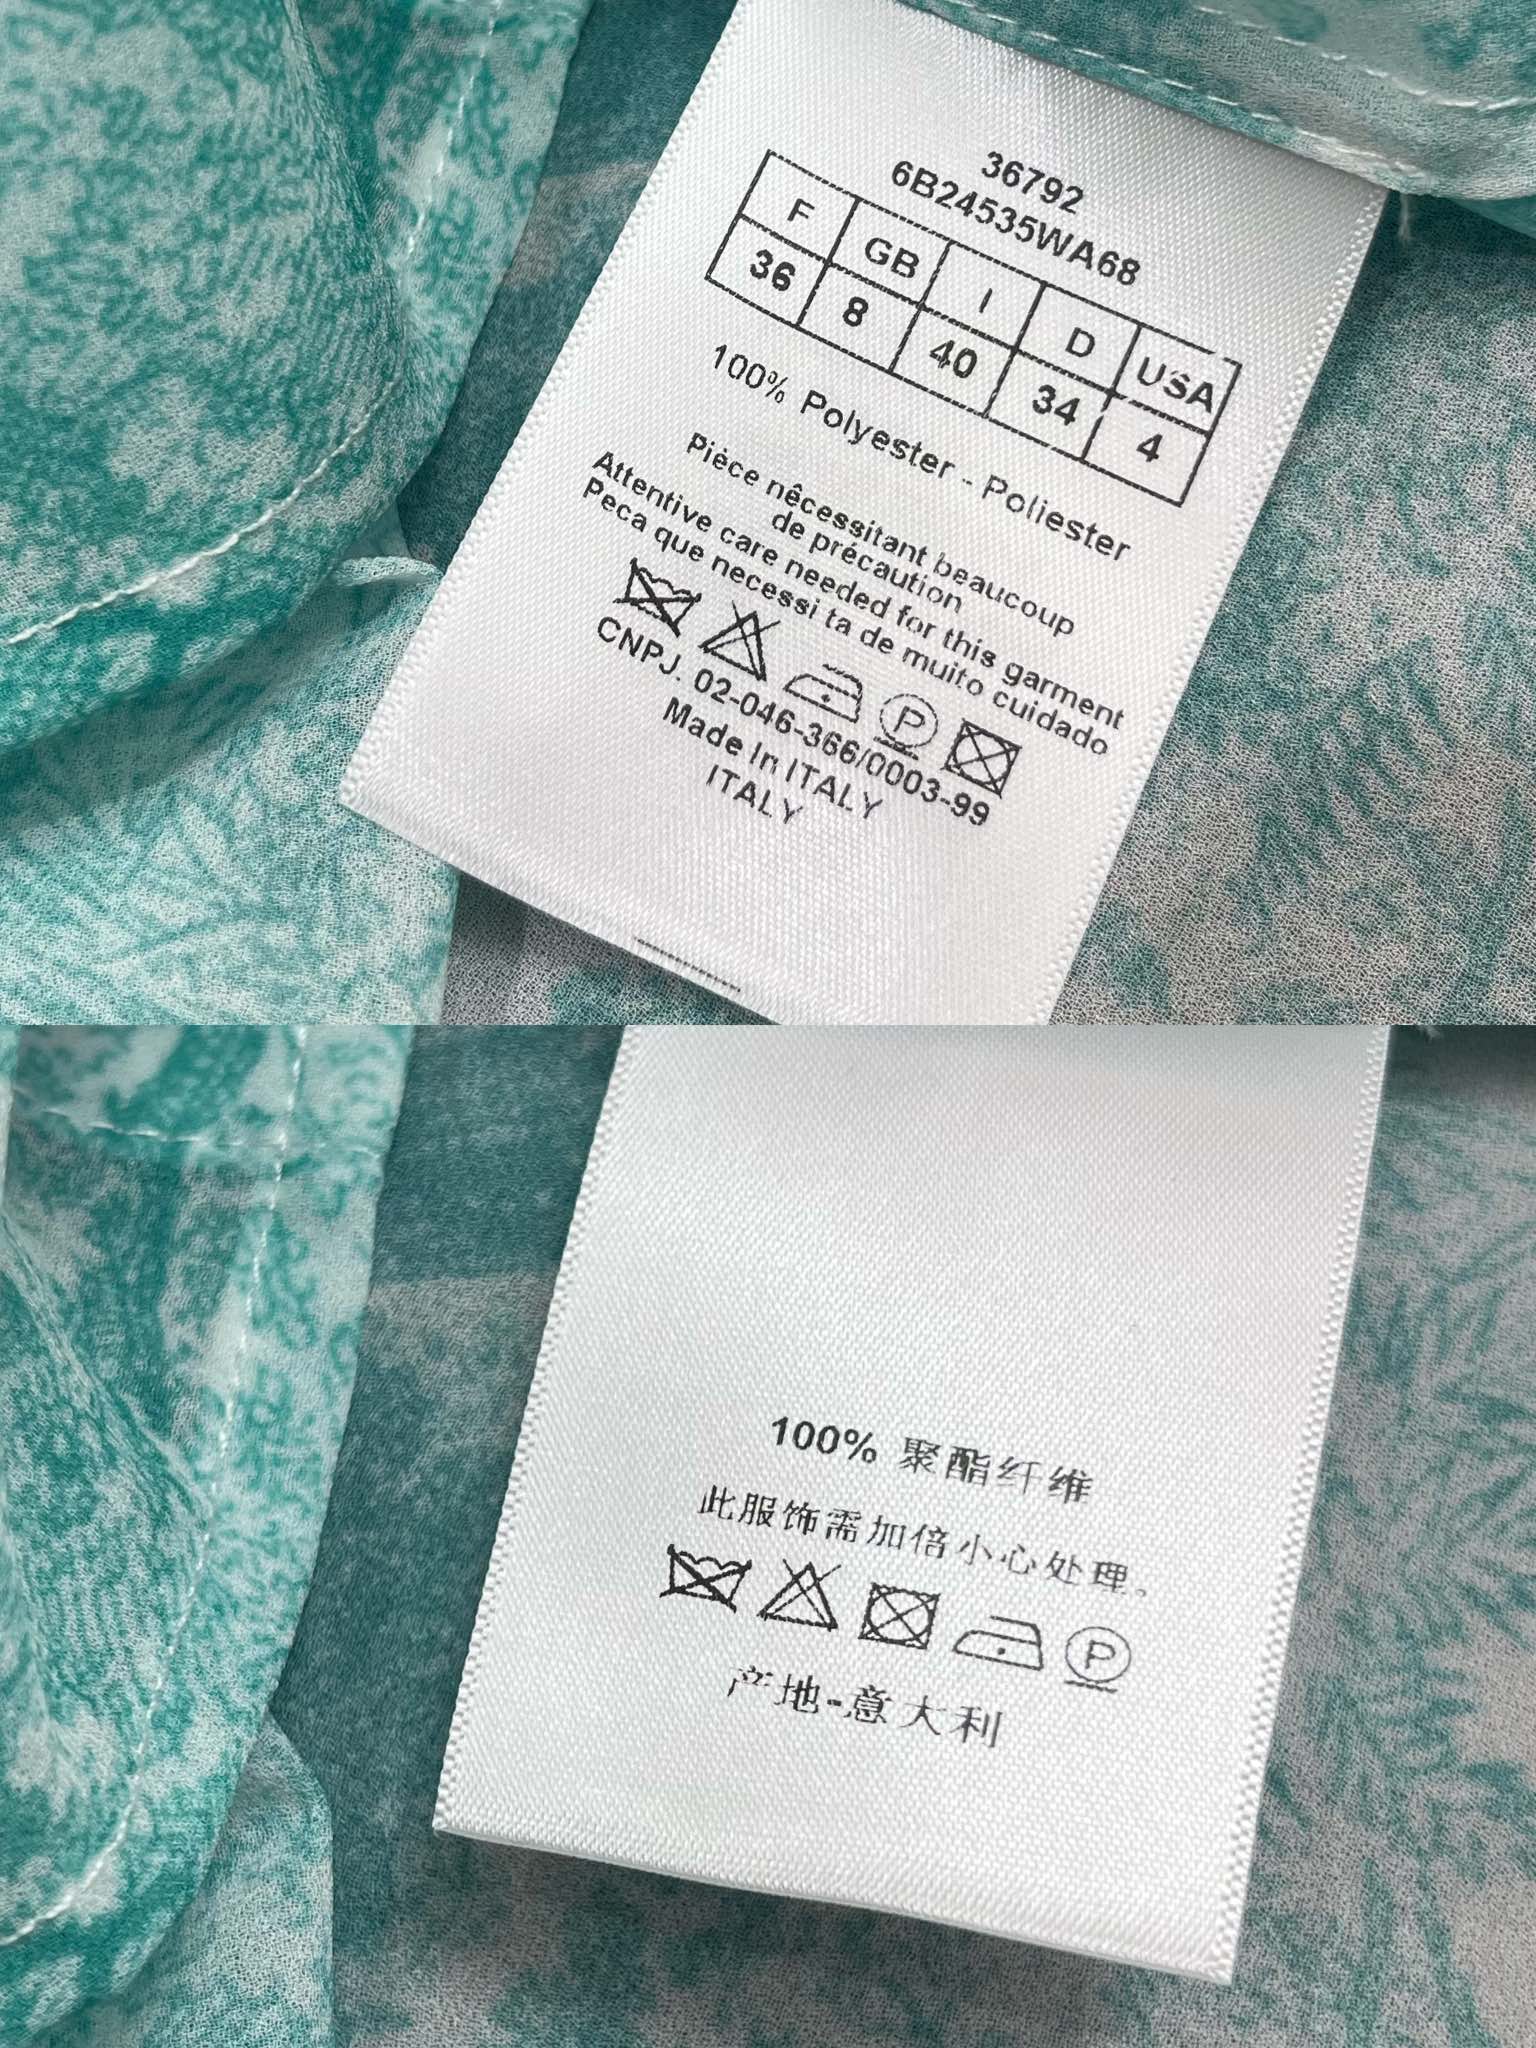 36792
6B24535WA68
F GB I D USA
36 8 40 34 4
100% Polyester - Poliester
Pièce nêcessitant beaucoup
de précaution
Attentive care needed for this garment
Peca que necessi ta de muito cuidado
P
CNPJ. 02-046-366/0003-99
Made In ITALY
ITALY
100% 聚酯纤维
此服饰需加倍小心处理。
P
产地-意大利